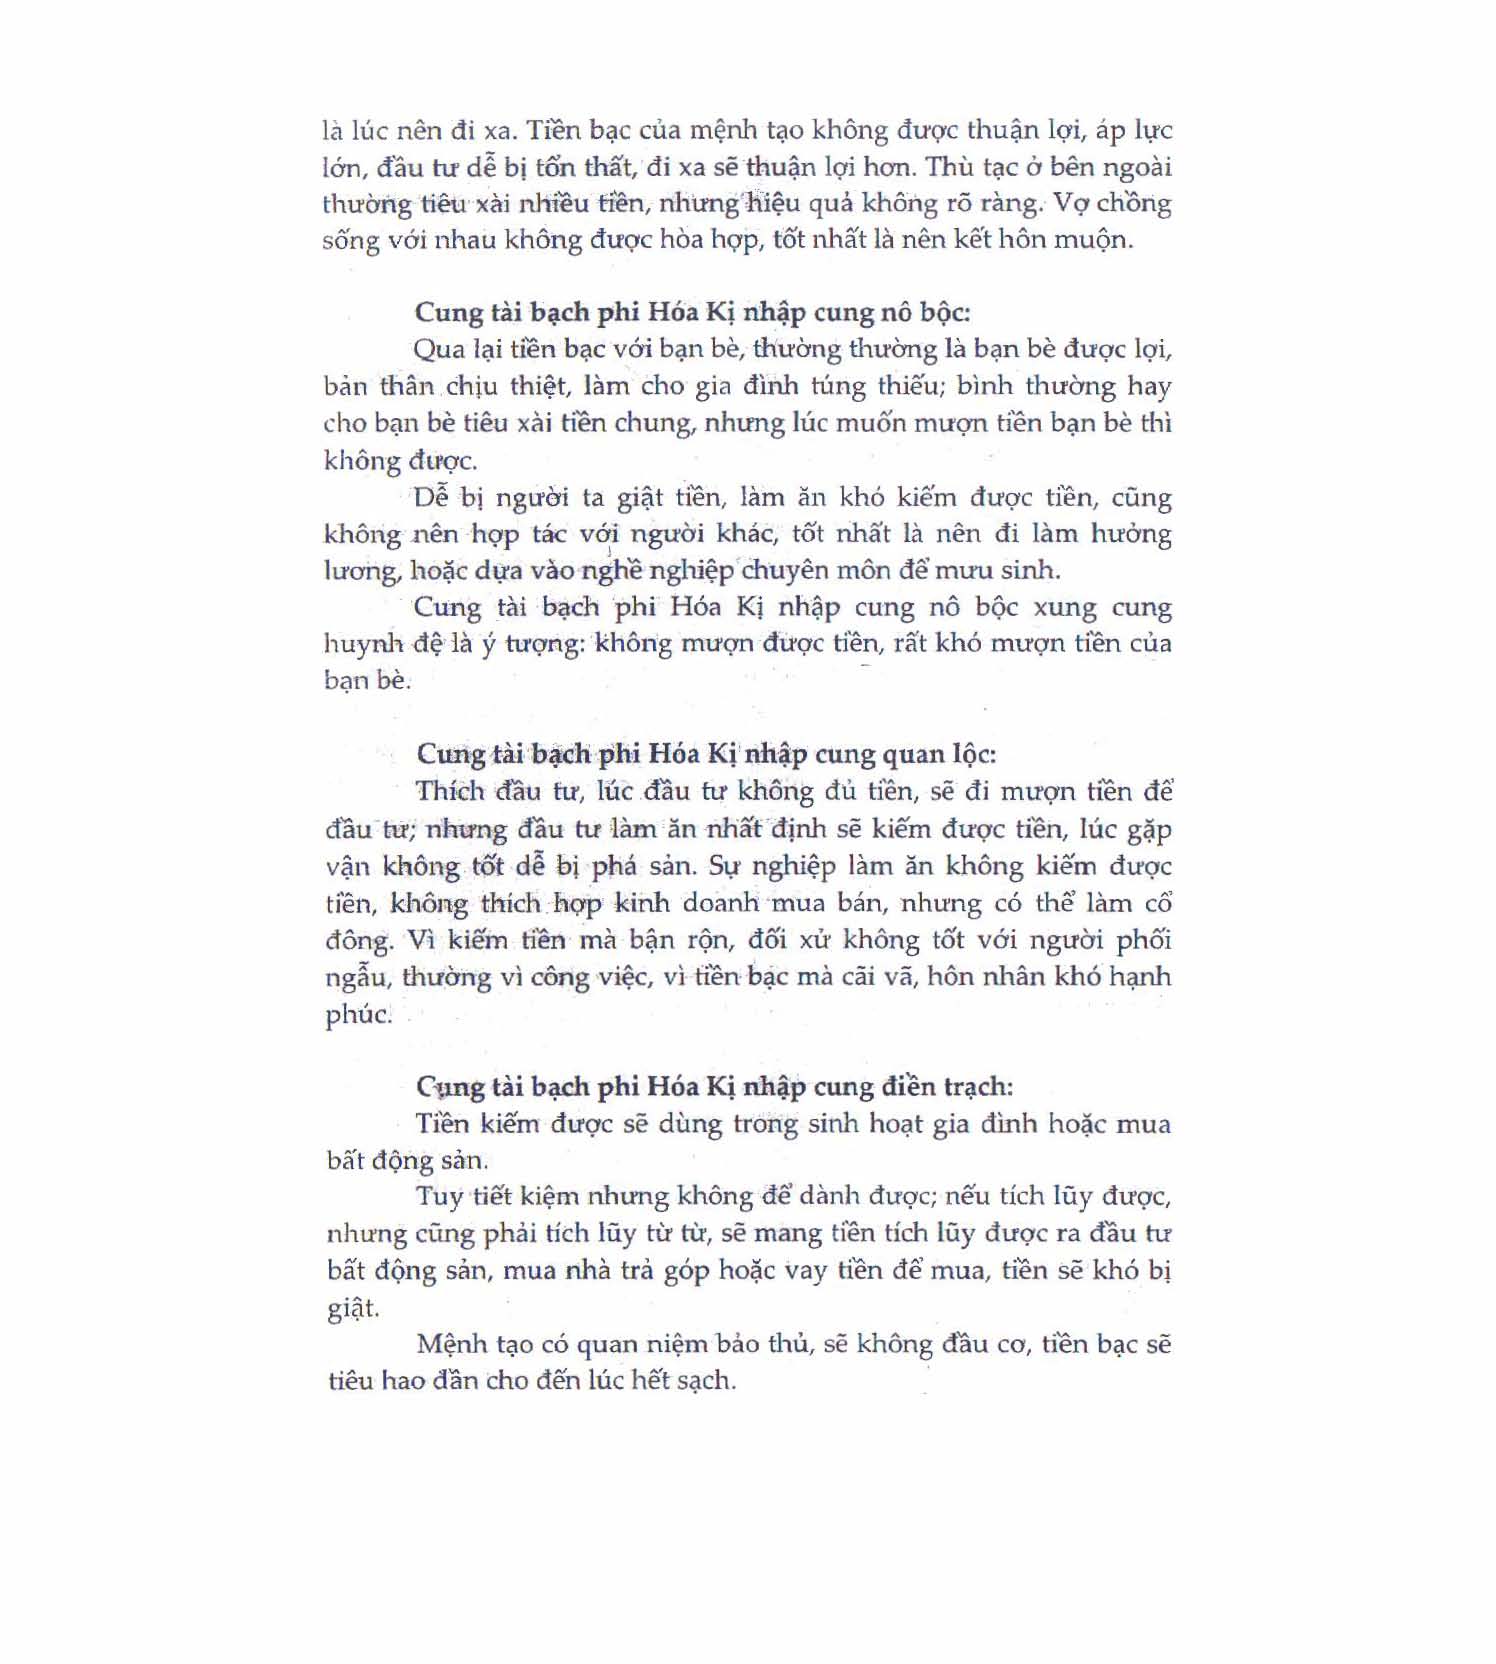 là lúc nên đi xa. Tiền bạc của mệnh tạo không được thuận lợi, áp lực
lớn, đầu tư dễ bị tổn thất, đi xa sẽ thuận lợi hơn. Thù tạc ở bên ngoài
thường tiêu xài nhiều tiền, nhưng hiệu quả không rõ ràng. Vợ chồng
sống với nhau không được hòa hợp, tốt nhất là nên kết hôn muộn.
Cung tài bạch phi Hóa Kị nhập cung nô bộc:
Qua lại tiền bạc với bạn bè, thường thường là bạn bè được lợi,
bản thân chịu thiệt, làm cho gia đình túng thiếu; bình thường hay
cho bạn bè tiêu xài tiền chung, nhưng lúc muốn mượn tiền bạn bè thì
không được.
Dễ bị người ta giật tiền, làm ăn khó kiếm được tiền, cũng
không nên hợp tác với người khác, tốt nhất là nên đi làm hưởng
lương, hoặc dựa vào nghề nghiệp chuyên môn để mưu sinh.
Cung tài bạch phi Hóa Kị nhập cung nô bộc xung cung
huynh đệ là ý tượng: không mượn được tiền, rất khó mượn tiền của
bạn bè.
Cung tài bạch phi Hóa Kị nhập cung quan lộc:
Thích đầu tư, lúc đầu tư không đủ tiền, sẽ đi mượn tiền để
đầu tư; nhưng đầu tư làm ăn nhất định sẽ kiếm được tiền, lúc gặp
vận không tốt dễ bị phá sản. Sự nghiệp làm ăn không kiếm được
tiền, không thích hợp kinh doanh mua bán, nhưng có thể làm cổ
đông. Vì kiếm tiền mà bận rộn, đối xử không tốt với người phối
ngẫu, thường vì công việc, vì tiền bạc mà cãi vã, hôn nhân khó hạnh
phúc.
Cung tài bạch phi Hóa Kị nhập cung điền trạch:
Tiền kiếm được sẽ dùng trong sinh hoạt gia đình hoặc mua
bất động sản.
Tuy tiết kiệm nhưng không để dành được; nếu tích lũy được,
nhưng cũng phải tích lũy từ từ, sẽ mang tiền tích lũy được ra đầu tư
bất động sản, mua nhà trả góp hoặc vay tiền để mua, tiền sẽ khó bị
giật.
Mệnh tạo có quan niệm bảo thủ, sẽ không đầu cơ, tiền bạc sẽ
tiêu hao dần cho đến lúc hết sạch.